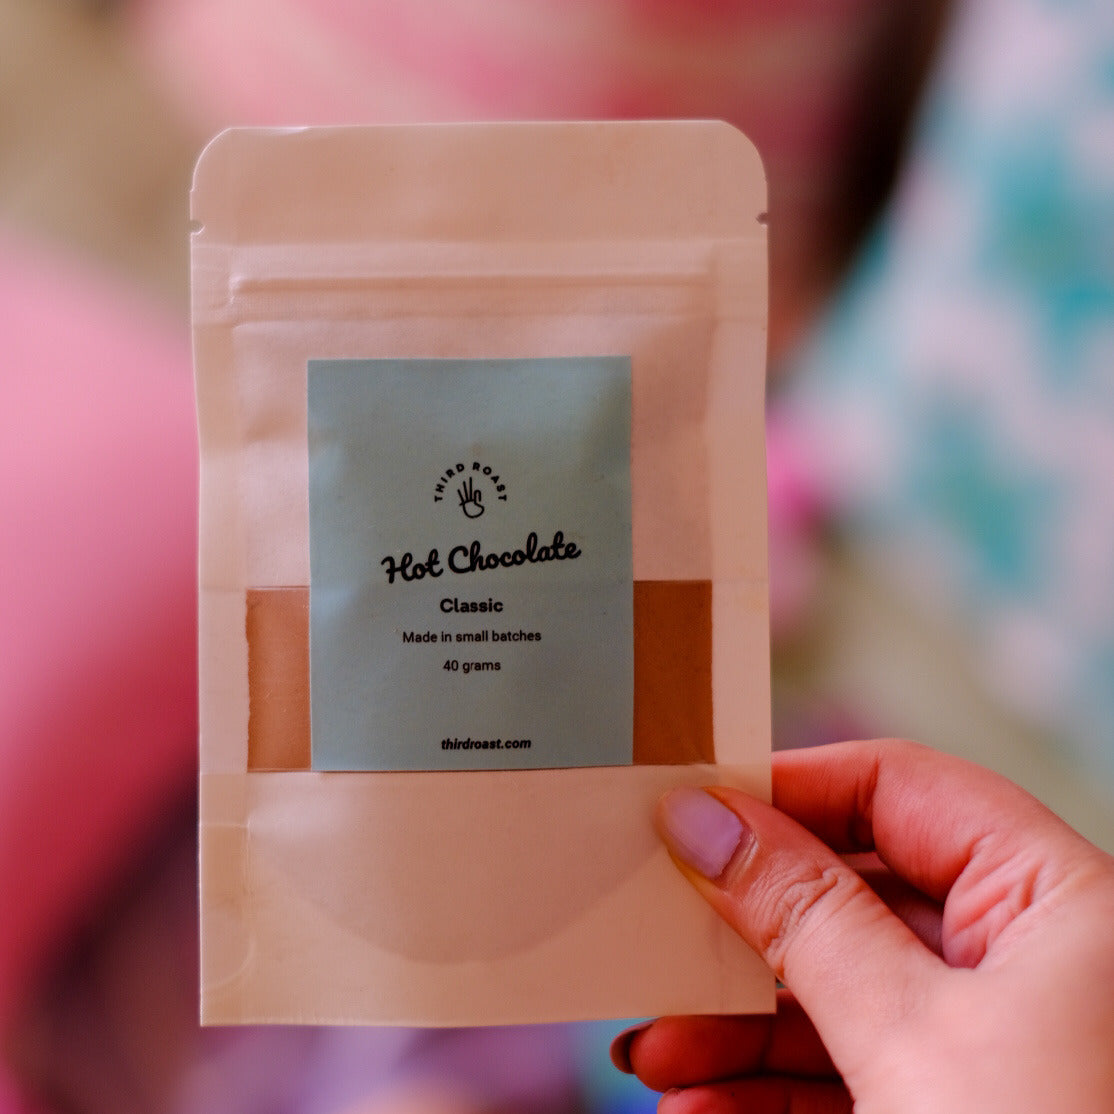 THIRD ROAST
Hot Chocolate
Classic
Made in small batches
40 grams
thirdroast.com